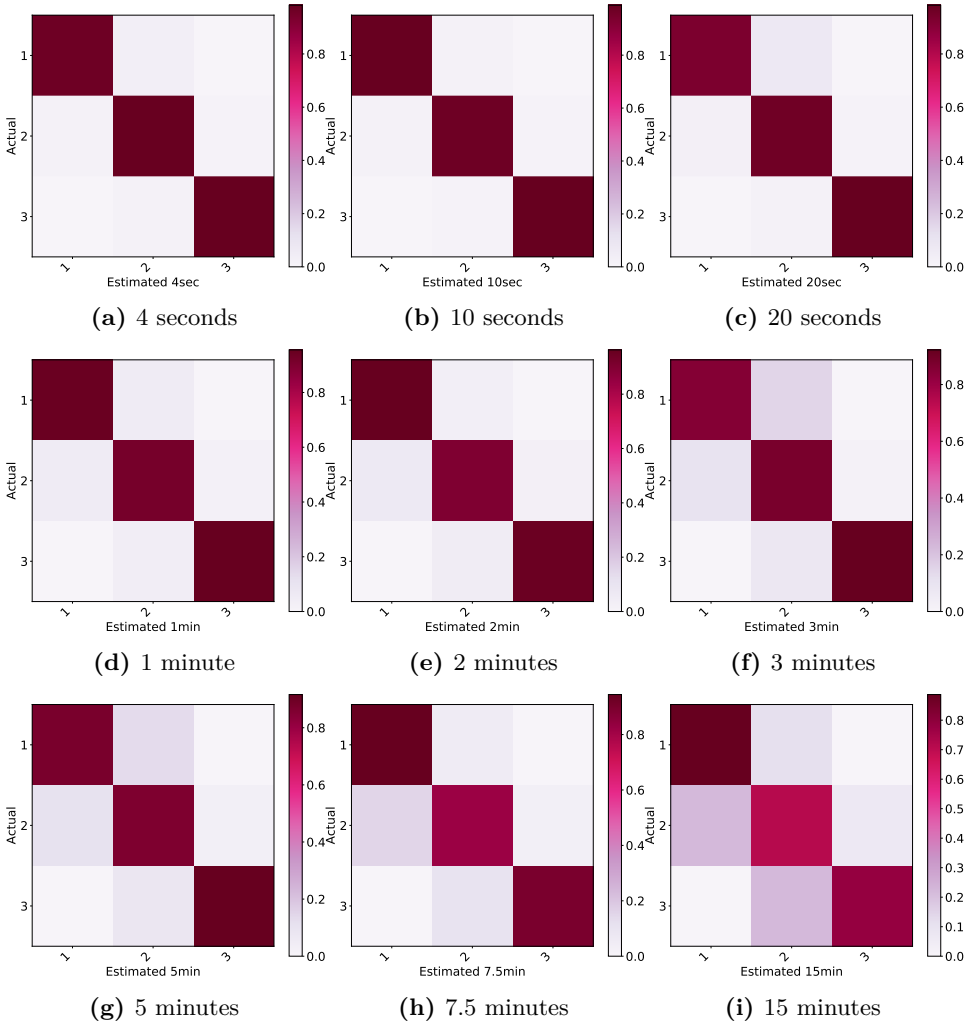 1
2
3
Actual
1 2 3
Estimated 4sec
0.8
0.6
0.4
0.2
0.0
(a) 4 seconds
1
2
3
Actual
1 2 3
Estimated 10sec
0.8
0.6
0.4
0.2
0.0
(b) 10 seconds
1
2
3
Actual
1 2 3
Estimated 20sec
0.8
0.6
0.4
0.2
0.0
(c) 20 seconds
1
2
3
Actual
1 2 3
Estimated 1min
0.8
0.6
0.4
0.2
0.0
(d) 1 minute
1
2
3
Actual
1 2 3
Estimated 2min
0.8
0.6
0.4
0.2
0.0
(e) 2 minutes
1
2
3
Actual
1 2 3
Estimated 3min
0.8
0.6
0.4
0.2
0.0
(f) 3 minutes
1
2
3
Actual
1 2 3
Estimated 5min
0.8
0.6
0.4
0.2
0.0
(g) 5 minutes
1
2
3
Actual
1 2 3
Estimated 7.5min
0.8
0.6
0.4
0.2
0.0
(h) 7.5 minutes
1
2
3
Actual
1 2 3
Estimated 15min
0.8
0.7
0.6
0.5
0.4
0.3
0.2
0.1
0.0
(i) 15 minutes